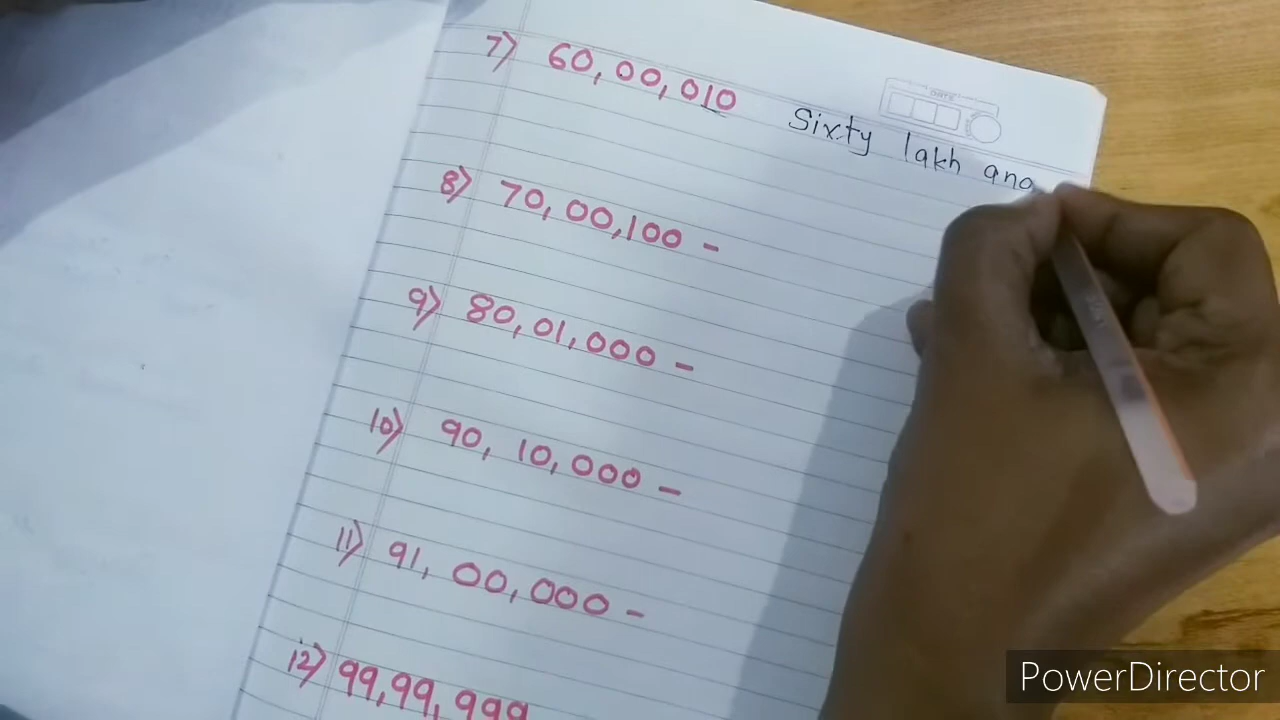 7) 60,00,010 Sixty lakh and
DATE
8) 70,00,100 -
9) 80,01,000 -
10) 90, 10,000 -
11) 91, 00,000 -
12) 99,99,999
PowerDirector